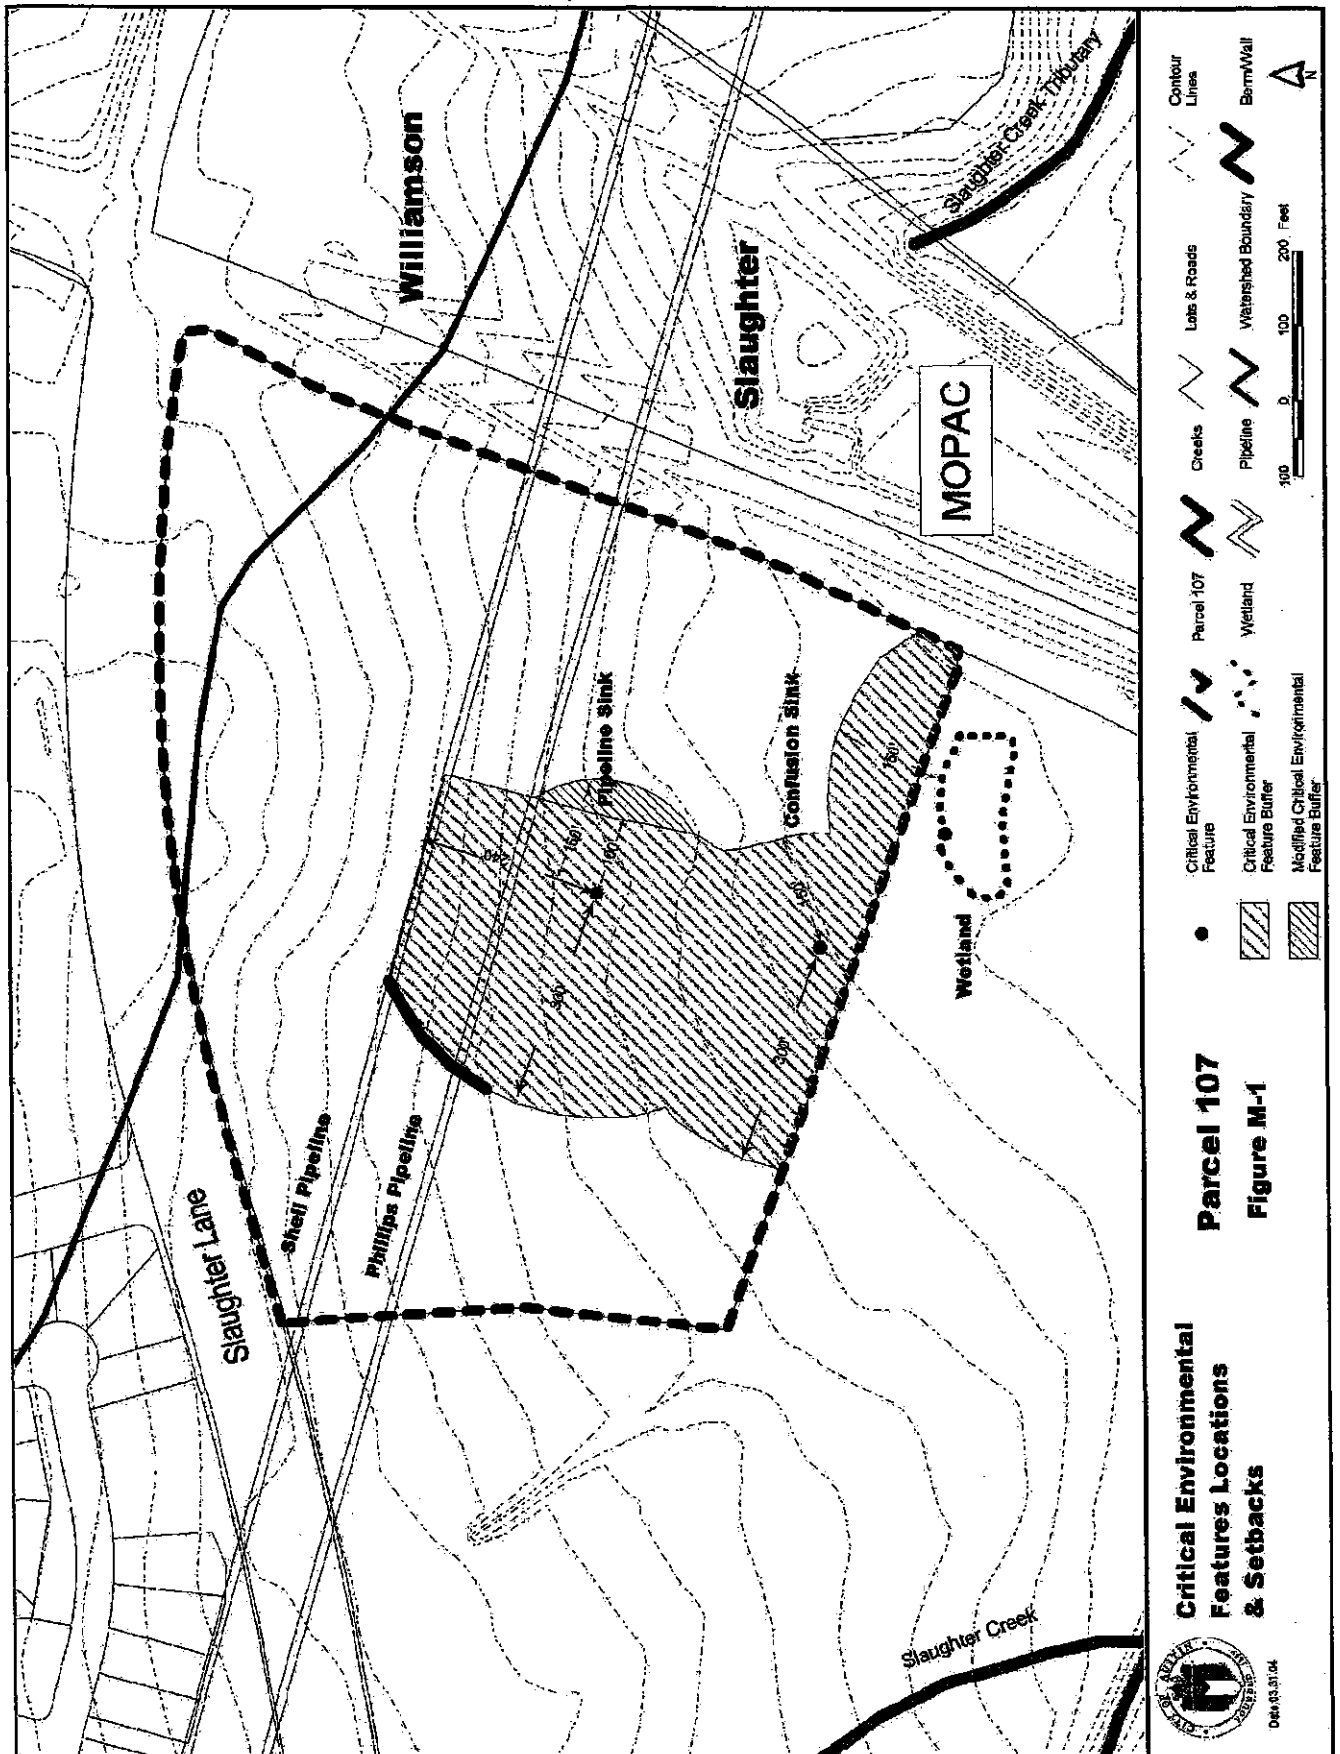 Williamson
Slaughter
Slaughter Creek Tributary
MOPAC
Slaughter Lane
Shell Pipeline
Phillips Pipeline
Pipeline Sink
Confusion Sink
Wetland
Slaughter Creek
150'
300'
150'
300'
150'
Critical Environmental
Features Locations
& Setbacks
Parcel 107
Figure M-1
Critical Environmental
Feature
Parcel 107
Creeks
Lots & Roads
Contour
Lines
Critical Environmental
Feature Buffer
Wetland
Pipeline
Watershed Boundary
Berm/Wall
Modified Critical Environmental
Feature Buffer
100 0 100 200 Feet
N
CITY OF AUSTIN
Date:03.31.04